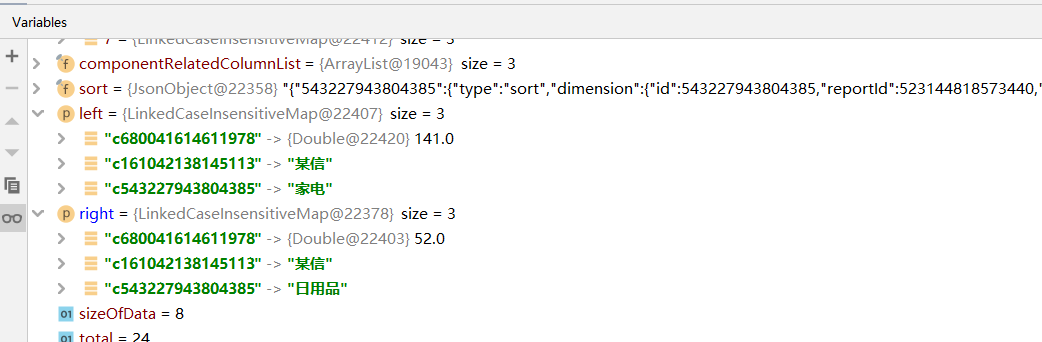 Variables
7 = {LinkedCaseInsensitiveMap@22412} size = 3
componentRelatedColumnList = {ArrayList@19043} size = 3
sort = {JsonObject@22358} "{"543227943804385":{"type":"sort","dimension":{"id":543227943804385,"reportId":523144818573440,"
left = {LinkedCaseInsensitiveMap@22407} size = 3
"c680041614611978" -> {Double@22420} 141.0
"c161042138145113" -> "某信"
"c543227943804385" -> "家电"
right = {LinkedCaseInsensitiveMap@22378} size = 3
"c680041614611978" -> {Double@22403} 52.0
"c161042138145113" -> "某信"
"c543227943804385" -> "日用品"
01 sizeOfData = 8
01 total = 24